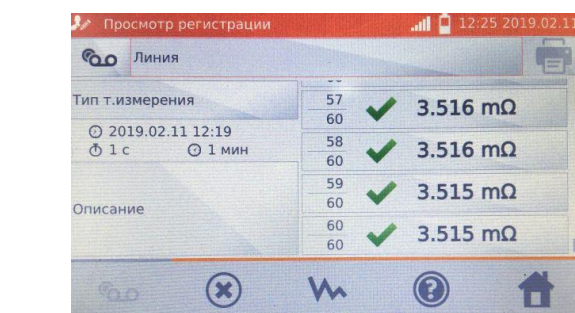 Просмотр регистрации
12:25 2019.02.11
Линия
Тип т.измерения
2019.02.11 12:19
1 с 1 мин
Описание
57
60
3.516 mΩ
58
60
3.516 mΩ
59
60
3.515 mΩ
60
60
3.515 mΩ
?